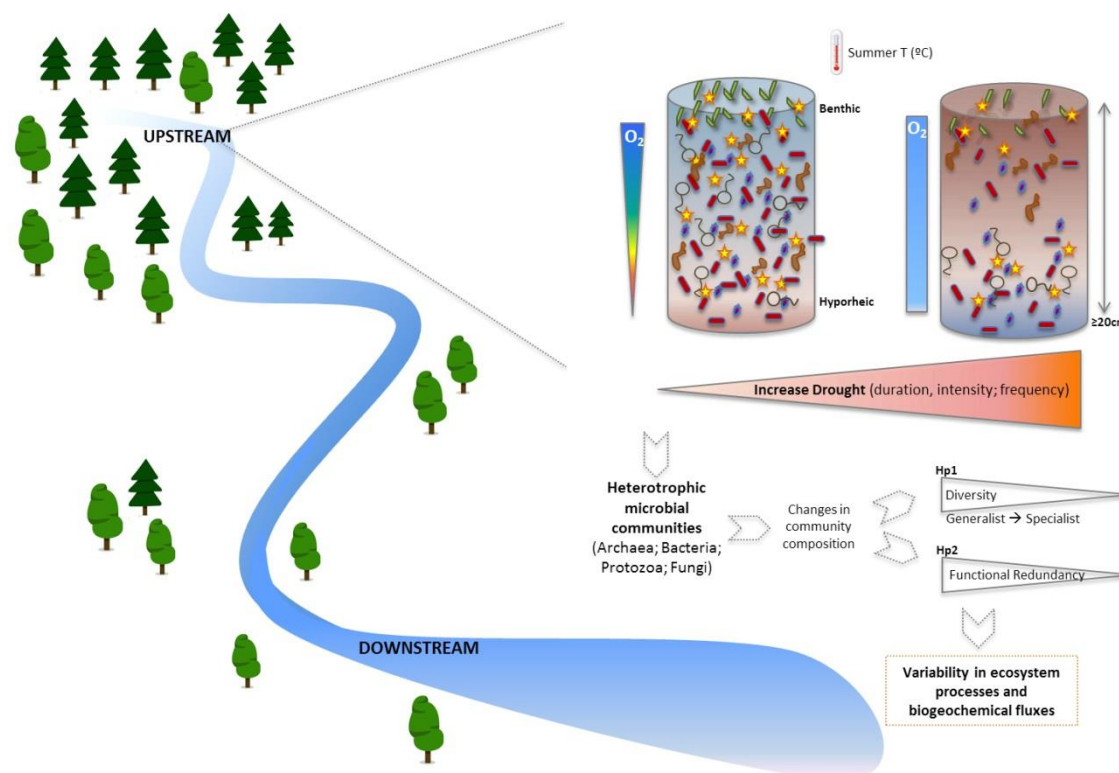 UPSTREAM
DOWNSTREAM
Summer T (ºC)
Benthic
O₂
O₂
Hyporheic
≥20cm
Increase Drought (duration, intensity; frequency)
Heterotrophic
microbial
communities
(Archaea; Bacteria;
Protozoa; Fungi)
Changes in
community
composition
Hp1
Diversity
Generalist → Specialist
Hp2
Functional Redundancy
Variability in ecosystem
processes and
biogeochemical fluxes